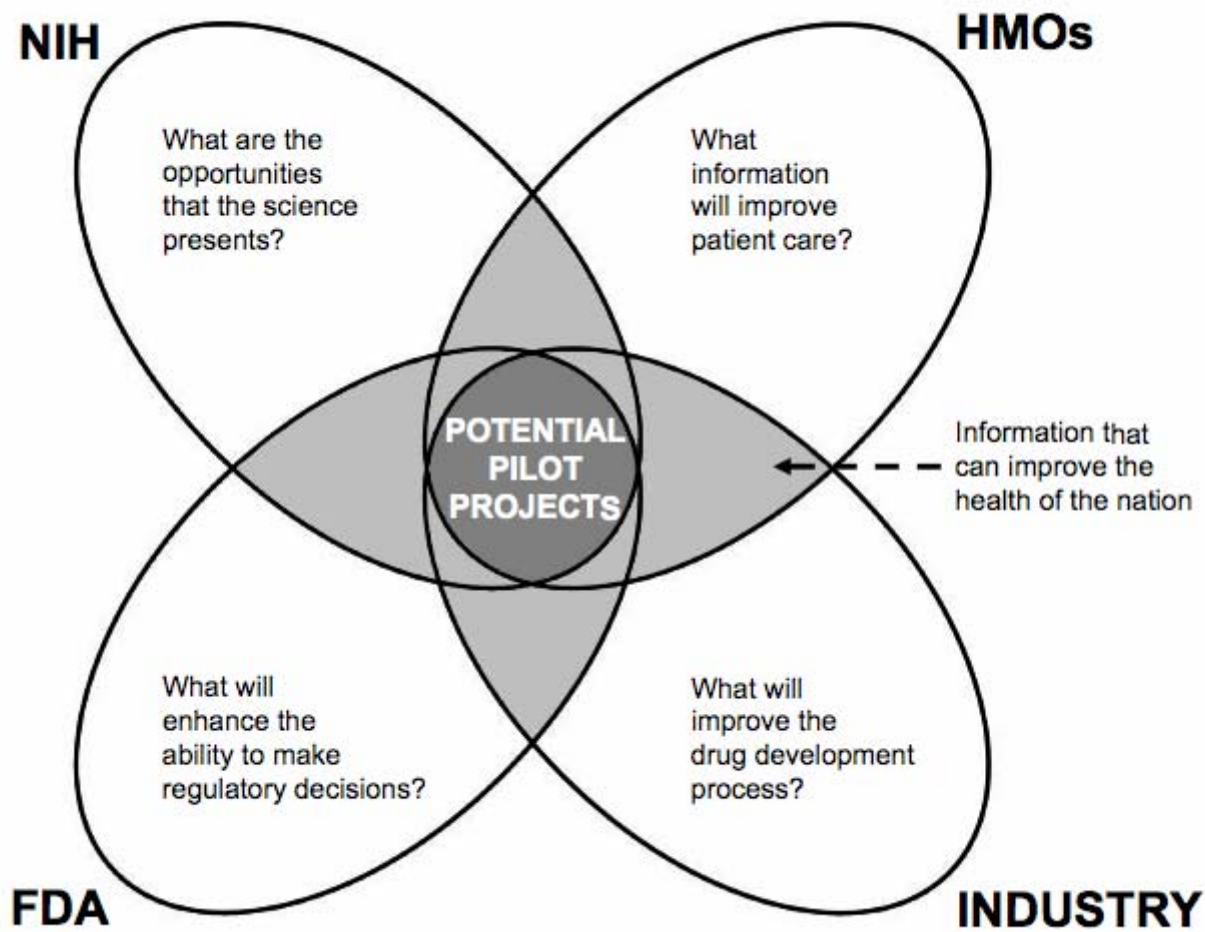 NIH
HMOs
What are the
opportunities
that the science
presents?
What
information
will improve
patient care?
POTENTIAL
PILOT
PROJECTs
Information that
can improve the
health of the nation
What will
enhance the
ability to make
regulatory decisions?
What will
improve the
drug development
process?
FDA
INDUSTRY